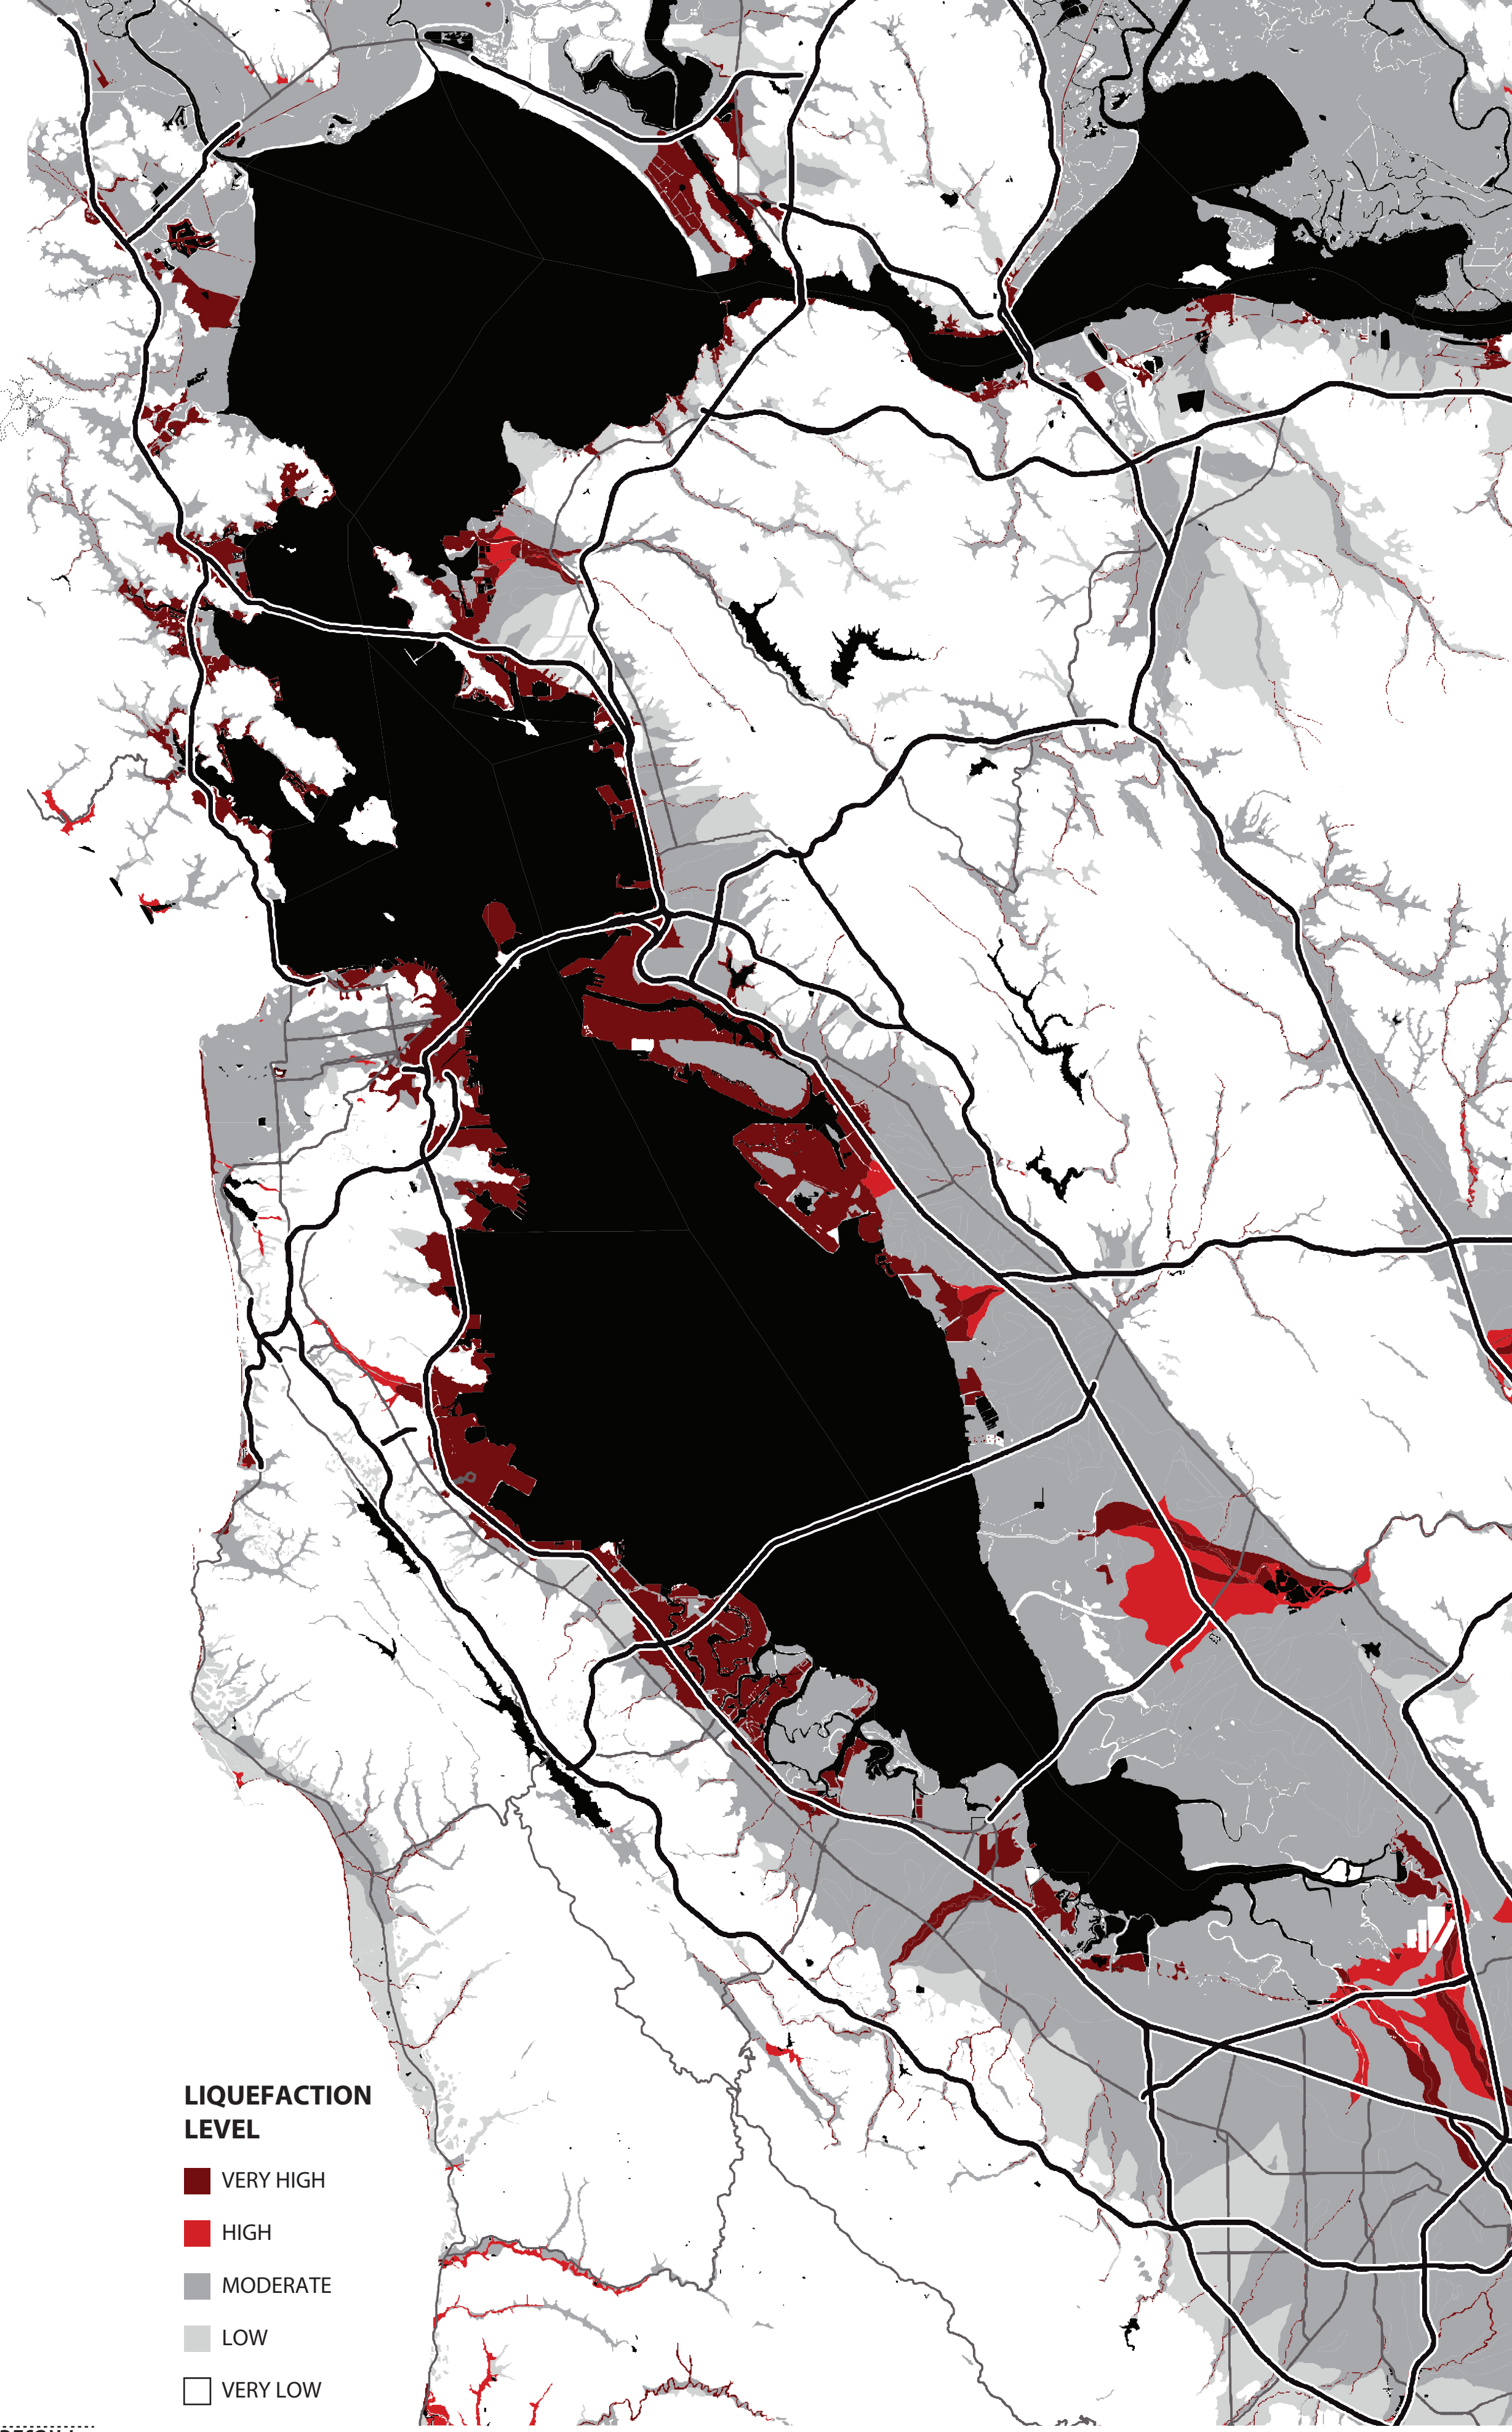 LIQUEFACTION
LEVEL
VERY HIGH
HIGH
MODERATE
LOW
VERY LOW